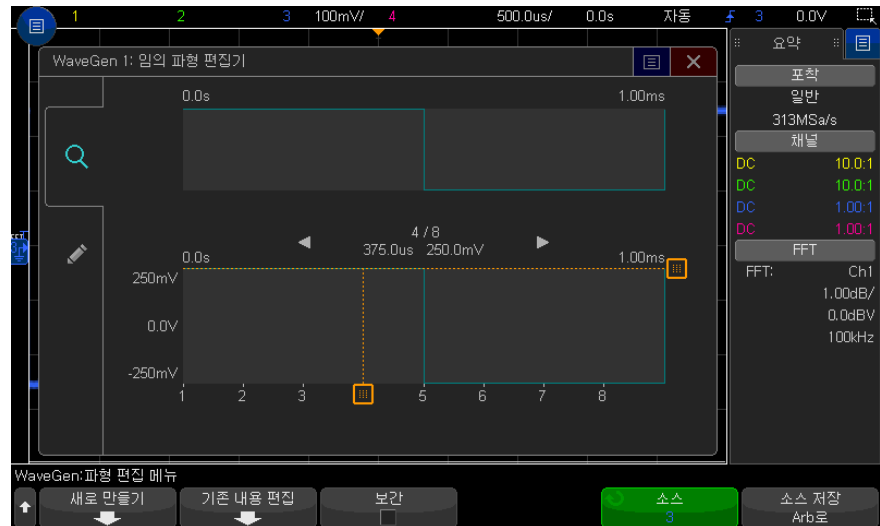 1 2 3 100mV/ 4 500.0us/ 0.0s 자동 3 0.0V
요약
WaveGen 1: 임의 파형 편집기
포착
일반
313MSa/s
채널
DC 10.0:1
DC 10.0:1
DC 1.00:1
DC 1.00:1
FFT
FFT: Ch1
1.00dB/
0.0dBV
100kHz
0.0s 1.00ms
4 / 8
375.0us 250.0mV
0.0s 1.00ms
250mV
0.0V
-250mV
1 2 3 5 6 7 8
WaveGen:파형 편집 메뉴
새로 만들기 기존 내용 편집 보간 소스 소스 저장
3 Arb로